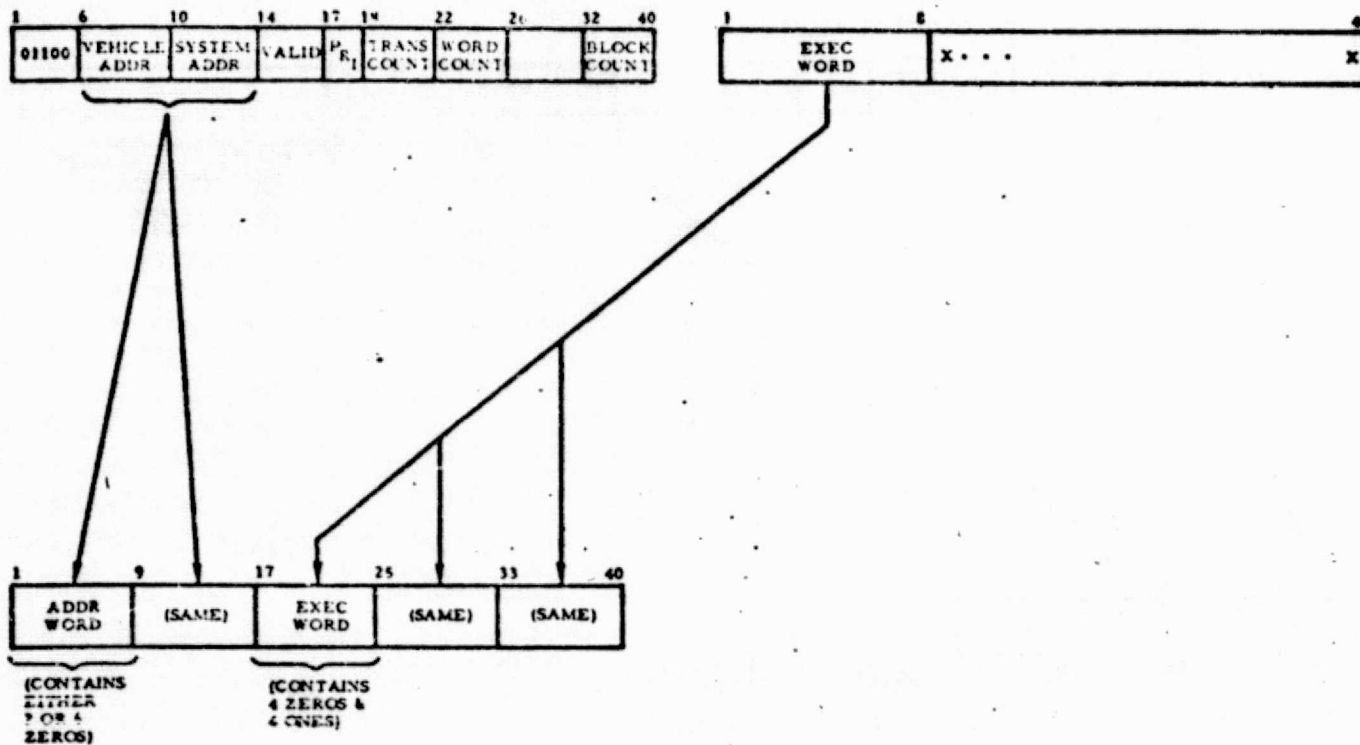 1 6 10 14 17 19 22 26 32 40
01100 VEHICLE ADDR SYSTEM ADDR VALID PRI TRANS COUNT WORD COUNT BLOCK COUNT
1 8
EXEC WORD X . . . X
1 9 17 25 33 40
ADDR WORD (SAME) EXEC WORD (SAME) (SAME)
(CONTAINS
EITHER
OR
ZEROS)
(CONTAINS
4 ZEROS &
4 ONES)